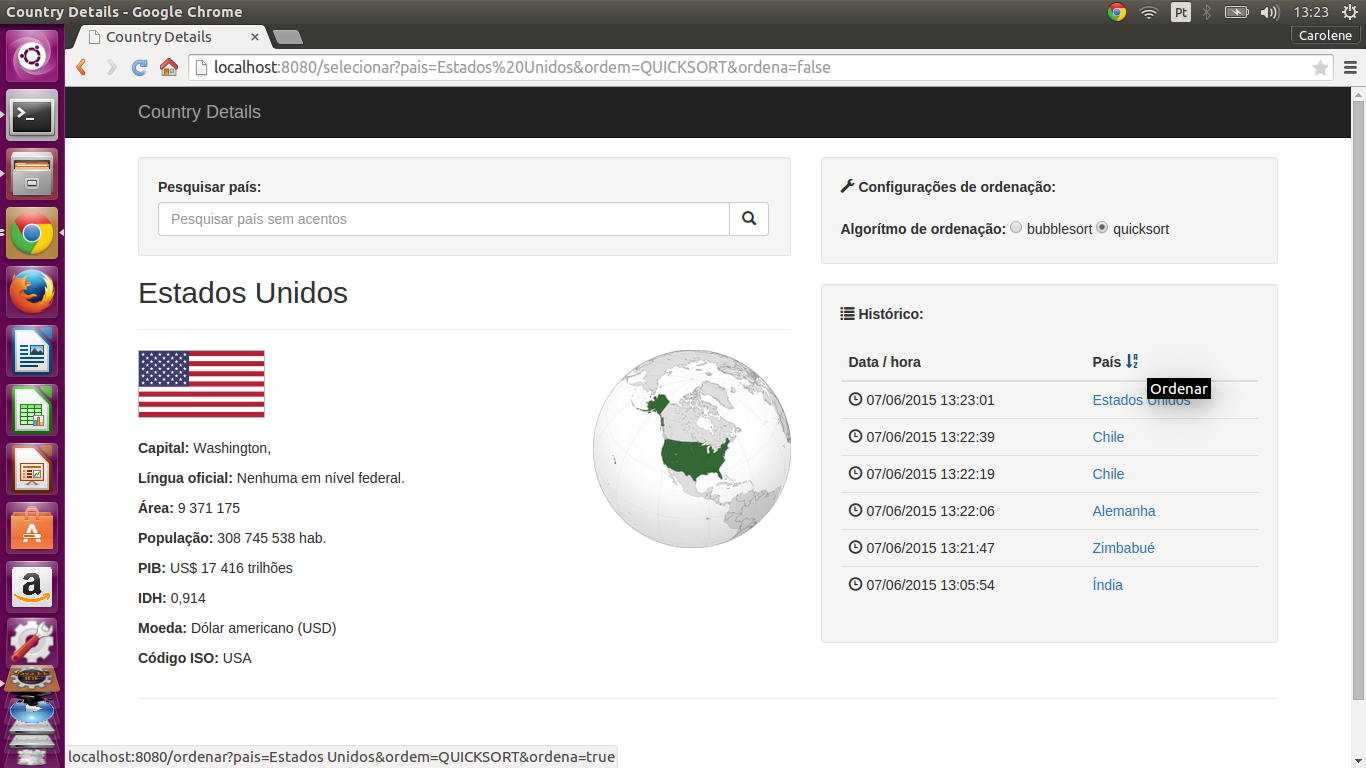 Country Details - Google Chrome
Pt
13:23
Country Details
Carolene
localhost:8080/selecionar?pais=Estados%20Unidos&ordem=QUICKSORT&ordena=false
Country Details
Pesquisar país:
Pesquisar país sem acentos
Configurações de ordenação:
Algorítmo de ordenação: bubblesort quicksort
Estados Unidos
Capital: Washington,
Língua oficial: Nenhuma em nível federal.
Área: 9 371 175
População: 308 745 538 hab.
PIB: US$ 17 416 trilhões
IDH: 0,914
Moeda: Dólar americano (USD)
Código ISO: USA
Histórico:
Data / hora País
Ordenar
07/06/2015 13:23:01 Estados Unidos
07/06/2015 13:22:39 Chile
07/06/2015 13:22:19 Chile
07/06/2015 13:22:06 Alemanha
07/06/2015 13:21:47 Zimbabué
07/06/2015 13:05:54 Índia
localhost:8080/ordenar?pais=Estados Unidos&ordem=QUICKSORT&ordena=true